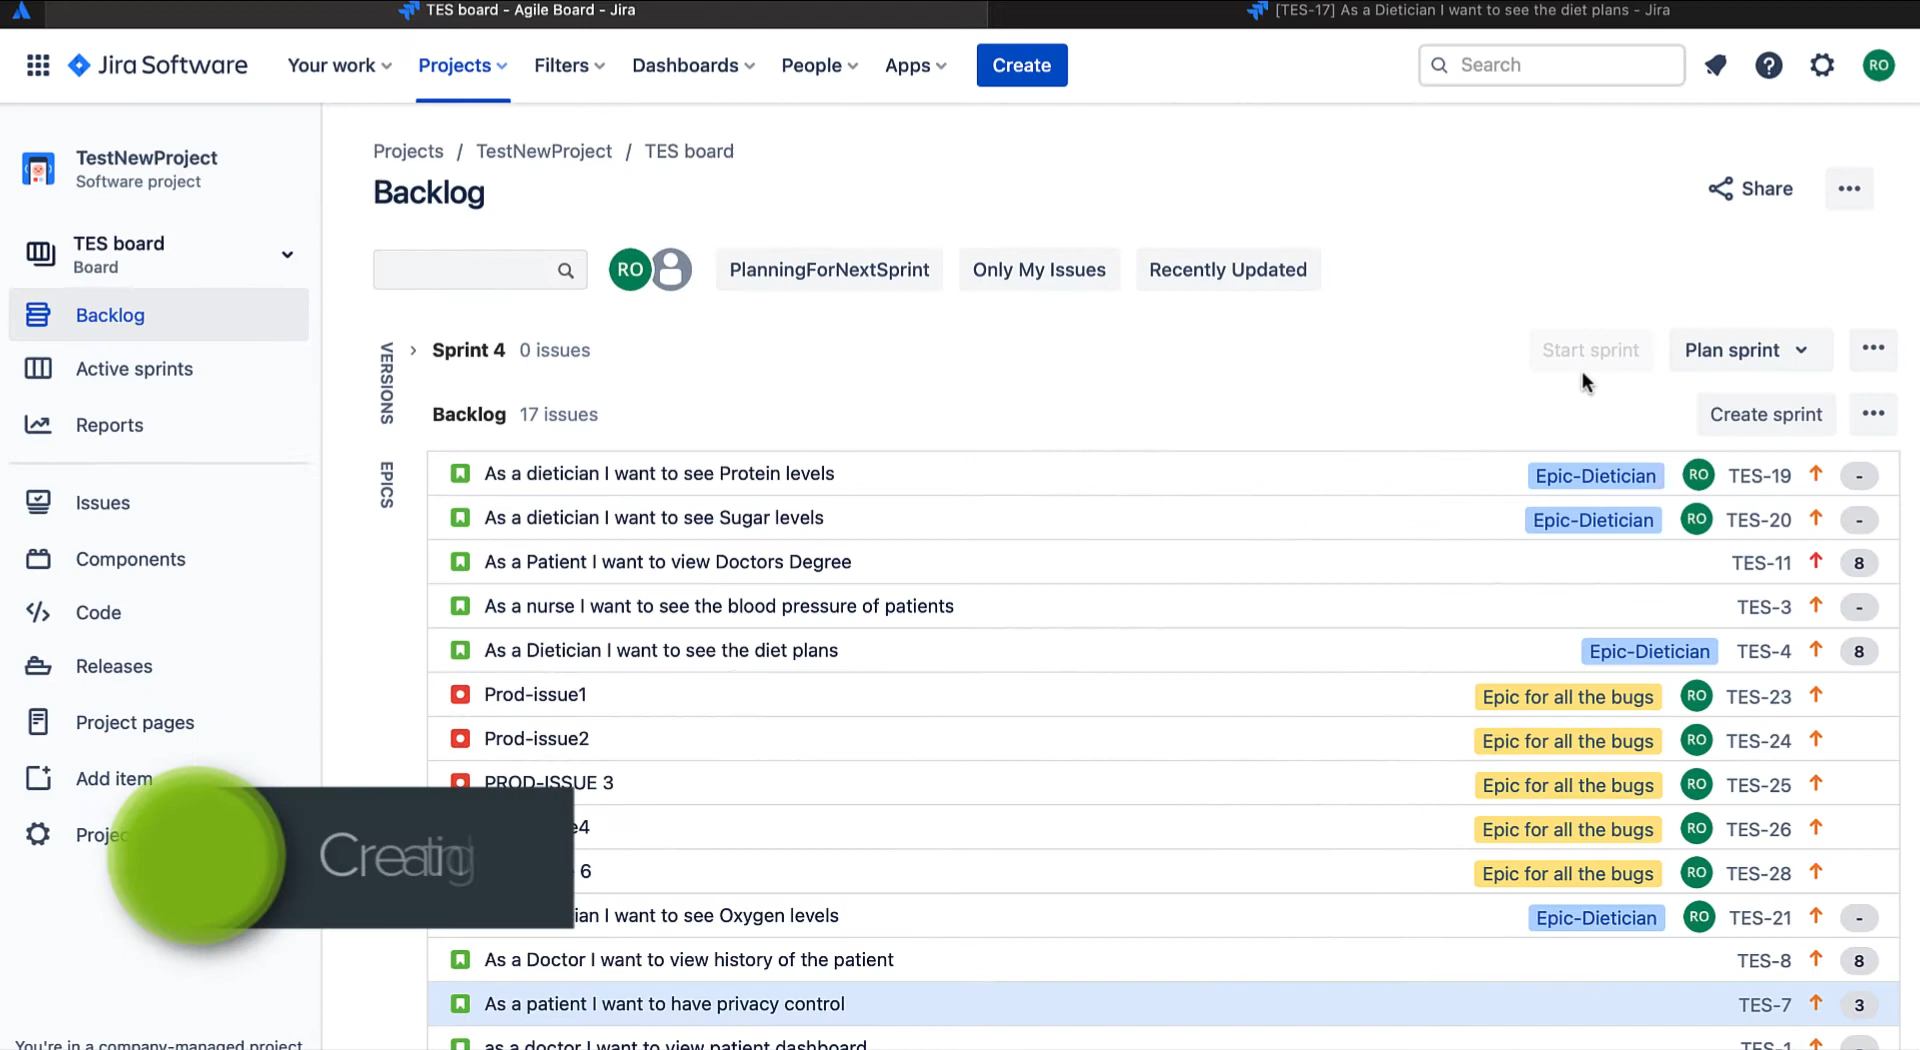 TES board - Agile Board - Jira
[TES-17] As a Dietician I want to see the diet plans - Jira
Jira Software
Your work
Projects
Filters
Dashboards
People
Apps
Create
Search
RO
TestNewProject
Software project
TES board
Board
Backlog
Active sprints
Reports
Issues
Components
Code
Releases
Project pages
Add item
Projec
You're in a company-managed project
Projects / TestNewProject / TES board
Backlog
Share
RO
PlanningForNextSprint
Only My Issues
Recently Updated
VERSIONS
EPICS
Sprint 4 0 issues
Start sprint
Plan sprint
Backlog 17 issues
Create sprint
As a dietician I want to see Protein levels Epic-Dietician RO TES-19 -
As a dietician I want to see Sugar levels Epic-Dietician RO TES-20 -
As a Patient I want to view Doctors Degree TES-11 8
As a nurse I want to see the blood pressure of patients TES-3 -
As a Dietician I want to see the diet plans Epic-Dietician TES-4 8
Prod-issue1 Epic for all the bugs RO TES-23
Prod-issue2 Epic for all the bugs RO TES-24
PROD-ISSUE 3 Epic for all the bugs RO TES-25
e4 Epic for all the bugs RO TES-26
6 Epic for all the bugs RO TES-28
ian I want to see Oxygen levels Epic-Dietician RO TES-21 -
As a Doctor I want to view history of the patient TES-8 8
As a patient I want to have privacy control TES-7 3
as a doctor I want to view patient dashboard TES-1 -
Creating